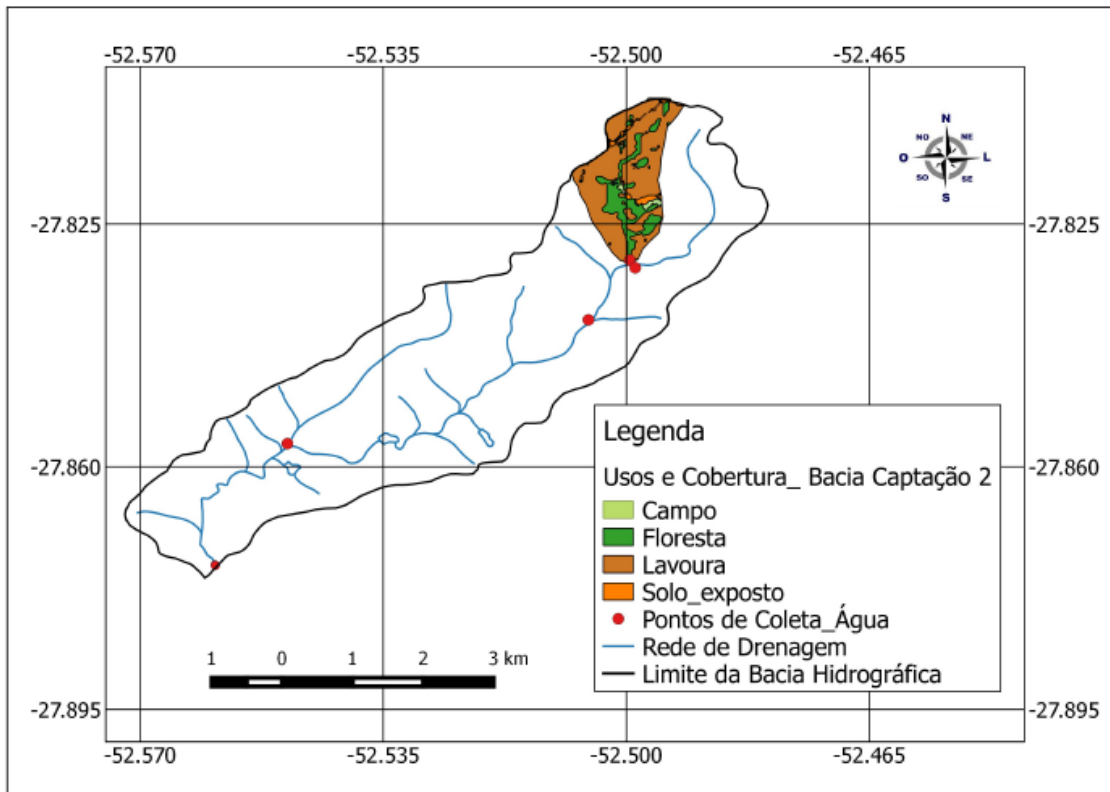 -52.570 -52.535 -52.500 -52.465
N
NO NE
O L
SO SE
S
-27.825 -27.825
Legenda
Usos e Cobertura_ Bacia Captação 2
Campo
Floresta
Lavoura
Solo_exposto
Pontos de Coleta_Água
Rede de Drenagem
Limite da Bacia Hidrográfica
-27.860 -27.860
1 0 1 2 3 km
-27.895 -27.895
-52.570 -52.535 -52.500 -52.465